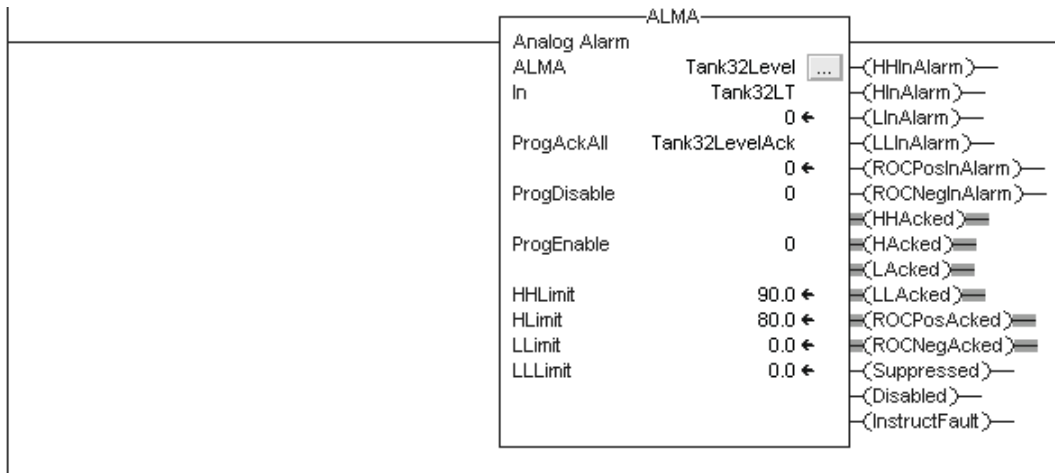 ALMA
Analog Alarm
ALMA Tank32Level ... (HHInAlarm)
In Tank32LT (HInAlarm)
0 (LInAlarm)
ProgAckAll Tank32LevelAck (LLInAlarm)
0 (ROCPosInAlarm)
ProgDisable 0 (ROCNegInAlarm)
(HHAcked)
ProgEnable 0 (HAcked)
(LAcked)
HHLimit 90.0 (LLAcked)
HLimit 80.0 (ROCPosAcked)
LLimit 0.0 (ROCNegAcked)
LLLimit 0.0 (Suppressed)
(Disabled)
(InstructFault)